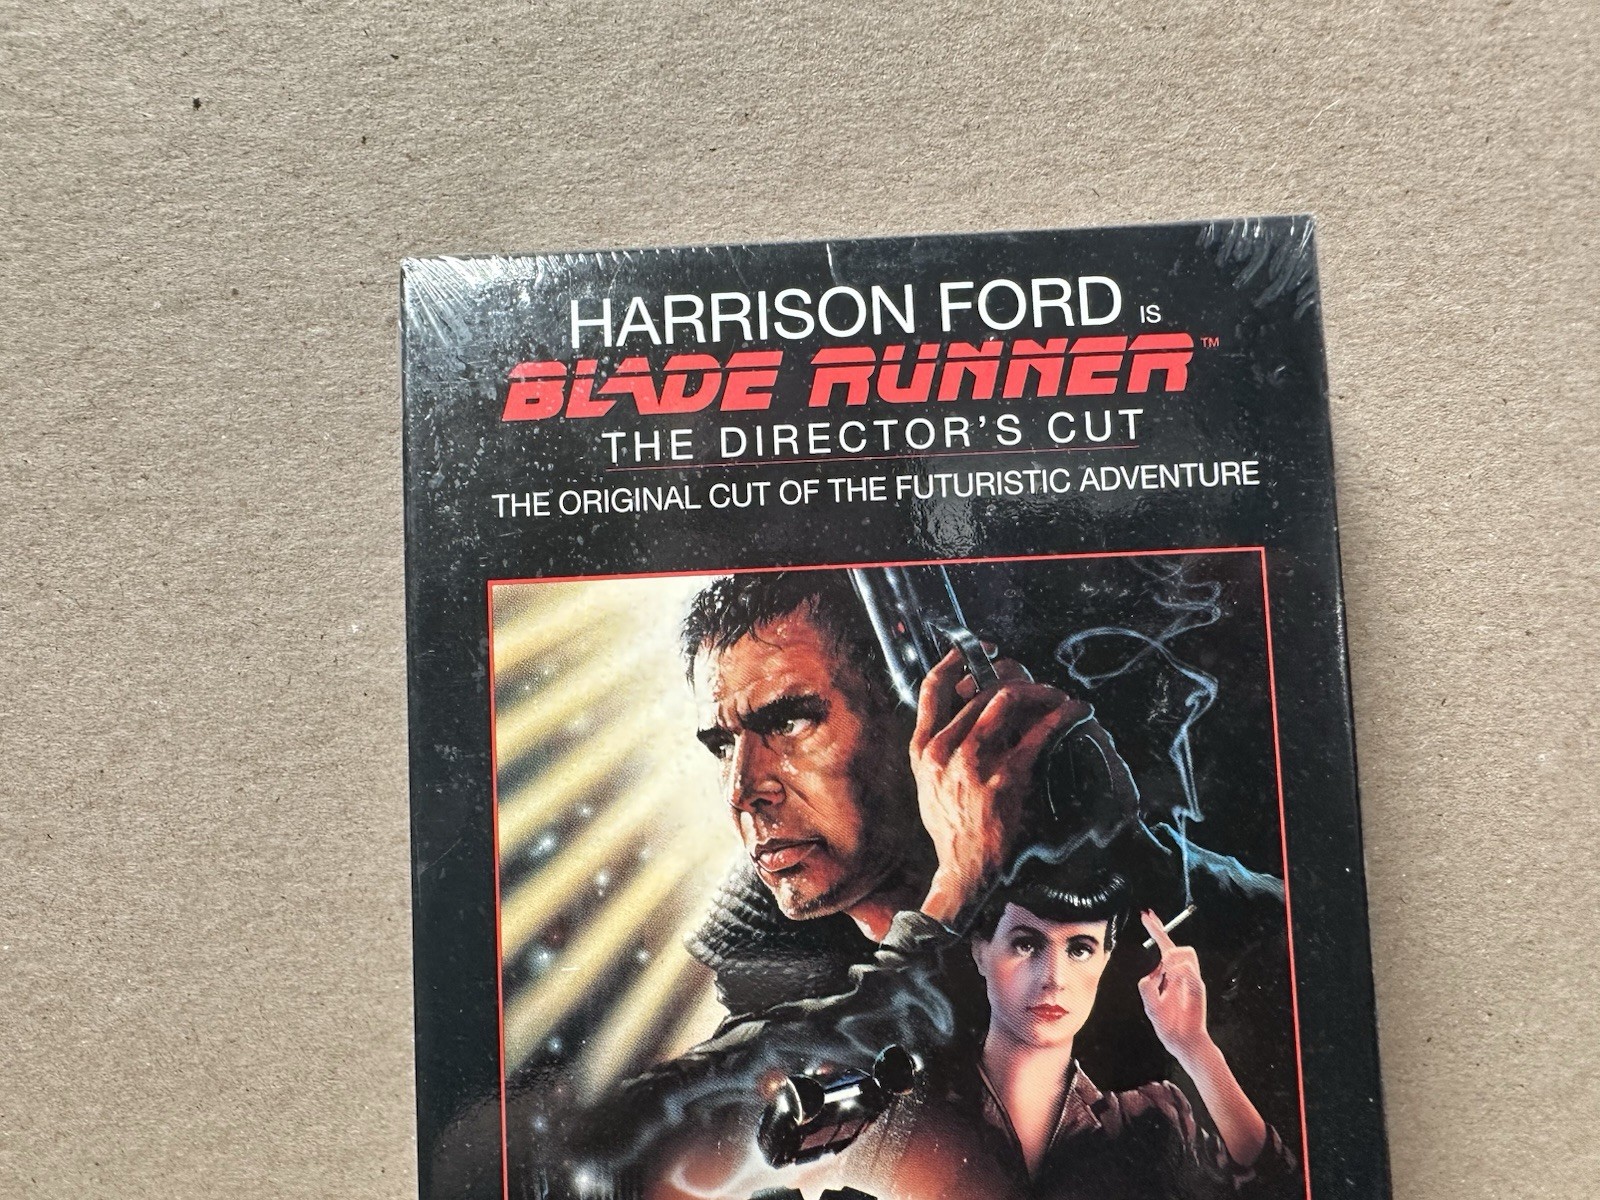 HARRISON FORD IS
BLADE RUNNER™
THE DIRECTOR'S CUT
THE ORIGINAL CUT OF THE FUTURISTIC ADVENTURE